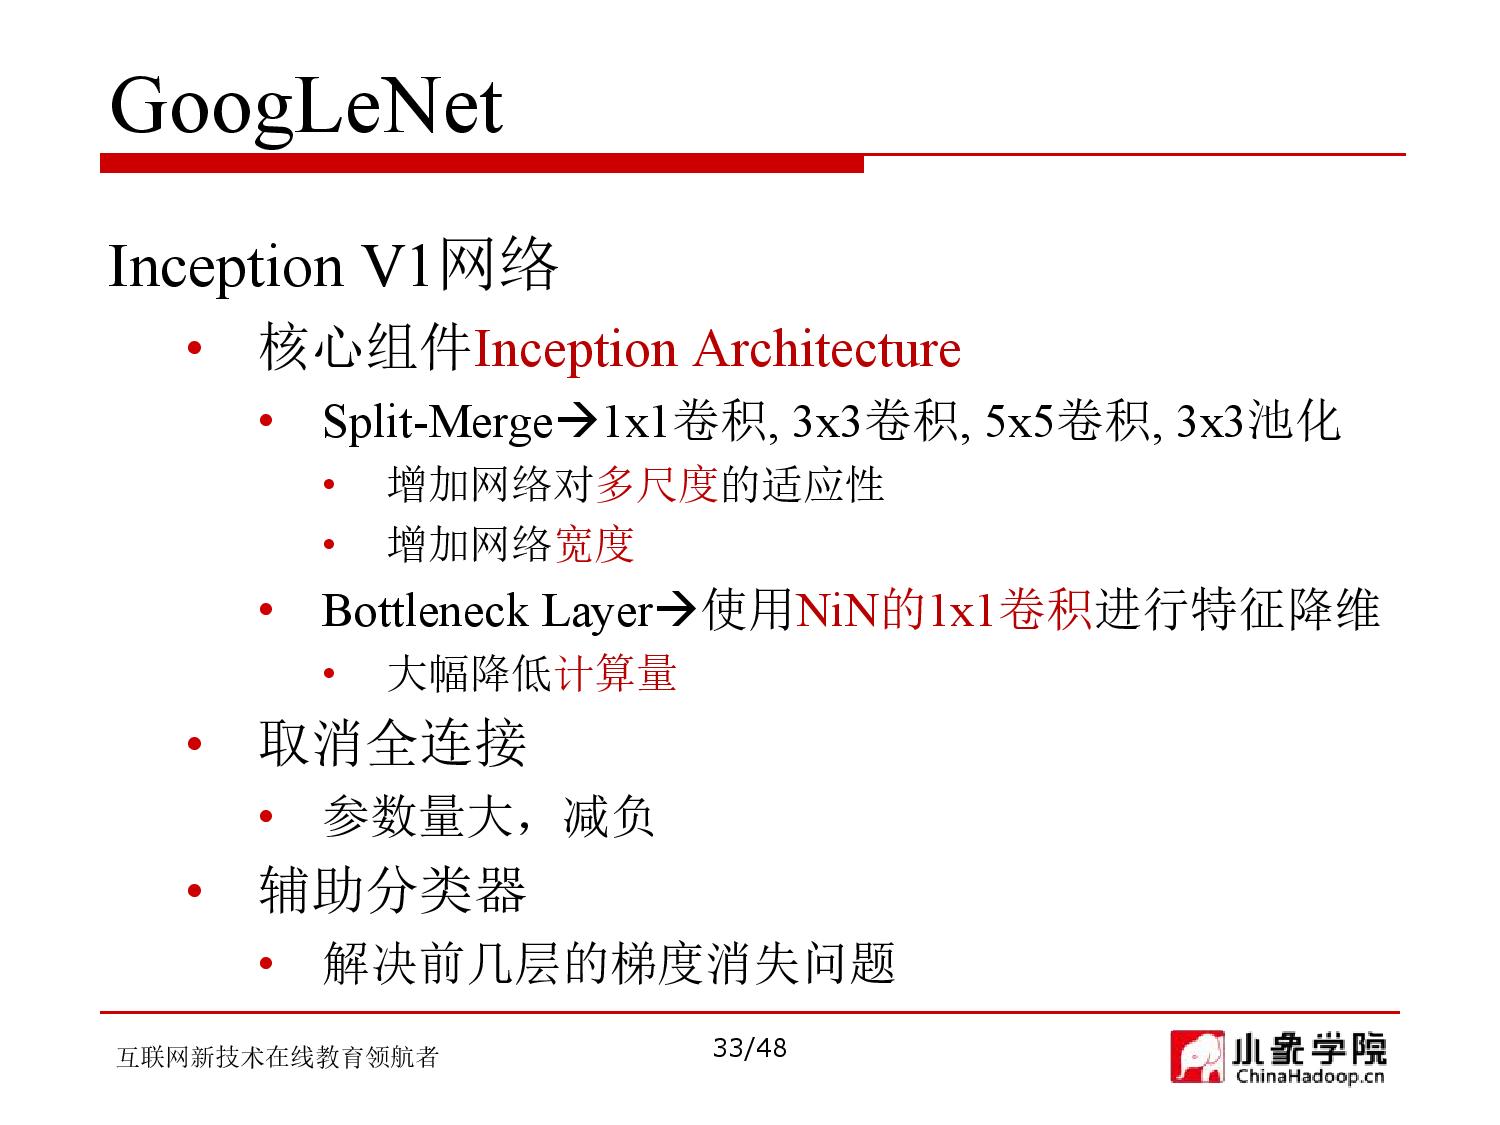 GoogLeNet
Inception V1网络
• 核心组件Inception Architecture
• Split-Merge→1x1卷积, 3x3卷积, 5x5卷积, 3x3池化
• 增加网络对多尺度的适应性
• 增加网络宽度
• Bottleneck Layer→使用NiN的1x1卷积进行特征降维
• 大幅降低计算量
• 取消全连接
• 参数量大，减负
• 辅助分类器
• 解决前几层的梯度消失问题
互联网新技术在线教育领航者
33/48
小象学院
ChinaHadoop.cn